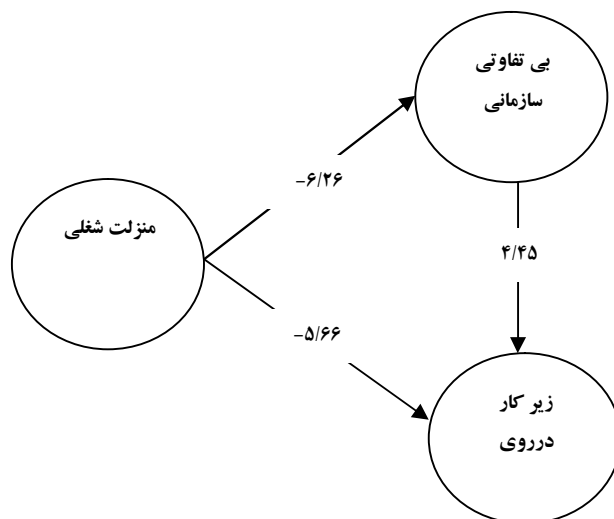 بی تفاوتی
سازمانی
-۶/۲۶
منزلت شغلی
۴/۴۵
-۵/۶۶
زیر کار
درروی